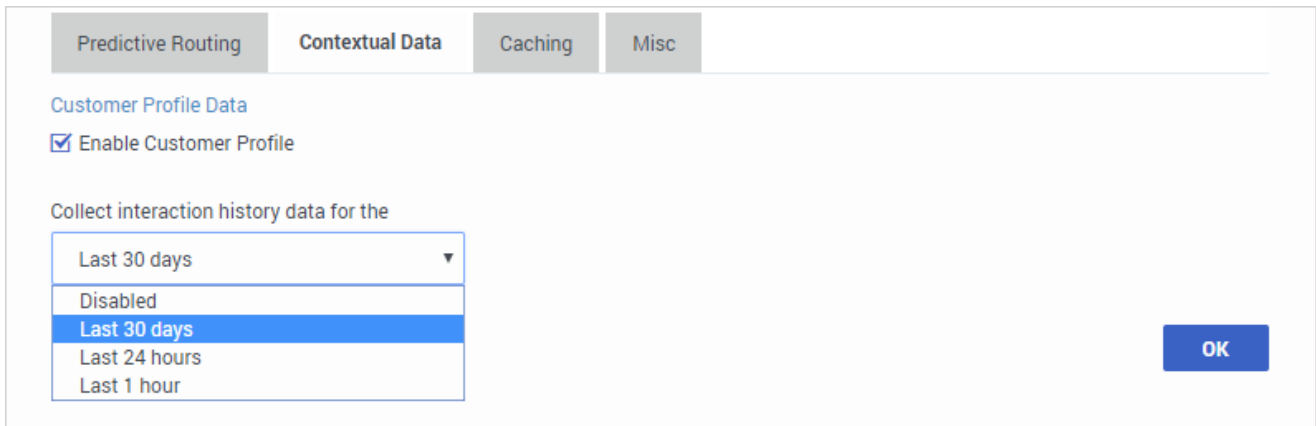 Predictive Routing Contextual Data Caching Misc
Customer Profile Data
Enable Customer Profile
Collect interaction history data for the
Last 30 days
Disabled
Last 30 days
Last 24 hours
Last 1 hour
OK